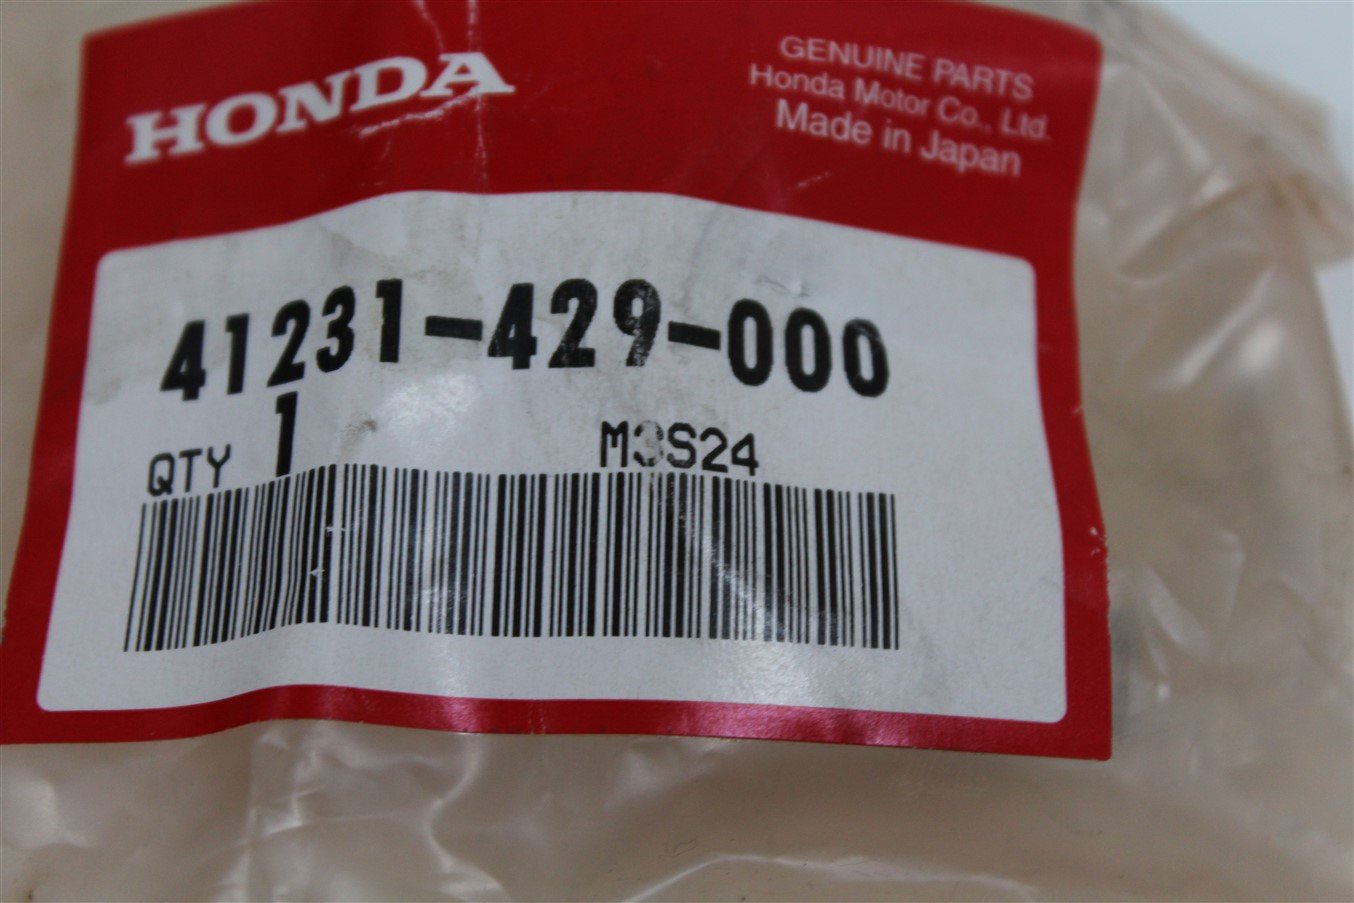 HONDA
GENUINE PARTS
Honda Motor Co., Ltd.
Made in Japan
41231-429-000
QTY 1
M3S24